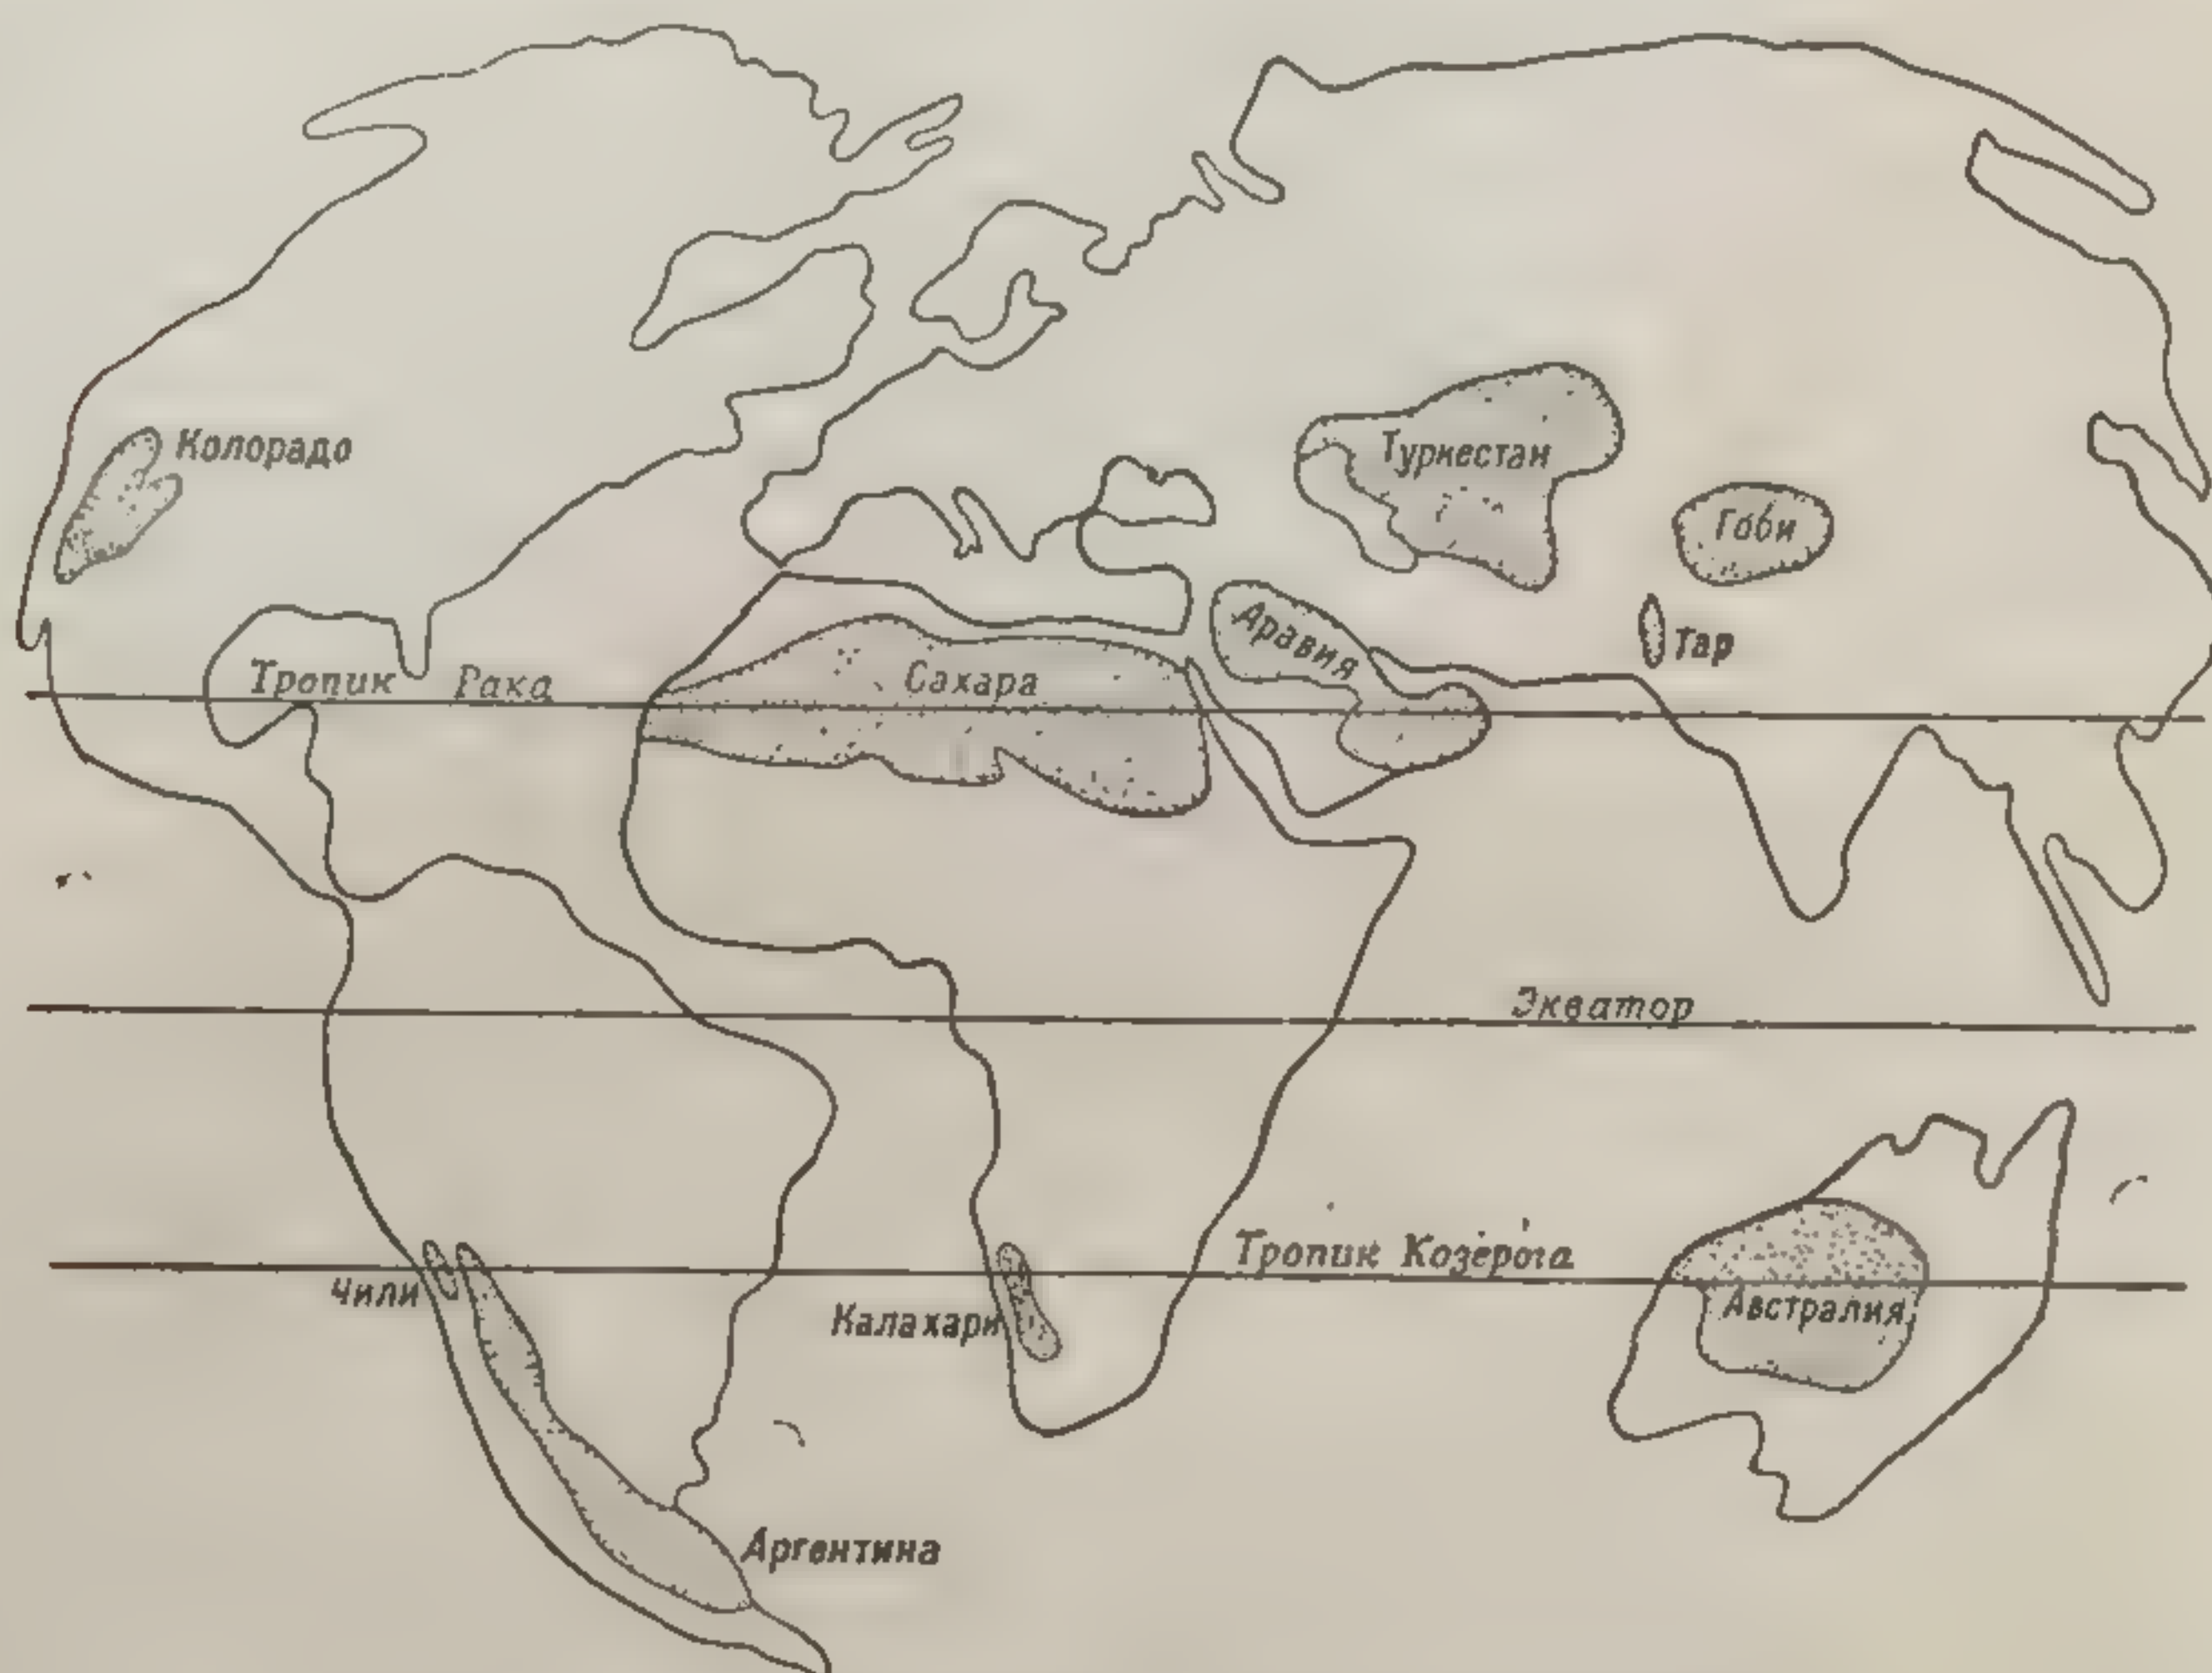 Колорадо
Туркестан
Гоби
Аравия
Тар
Тропик Рака
Сахара
Экватор
Тропик Козерога
Чили
Калахари
Австралия
Аргентина